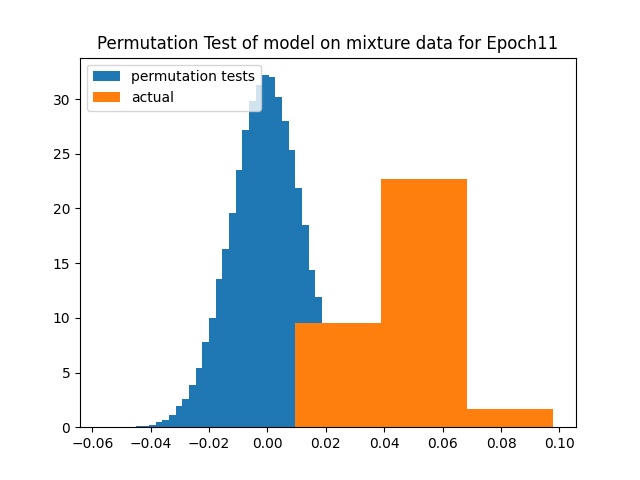 Permutation Test of model on mixture data for Epoch11
permutation tests
actual
30
25
20
15
10
5
0
−0.06 −0.04 −0.02 0.00 0.02 0.04 0.06 0.08 0.10